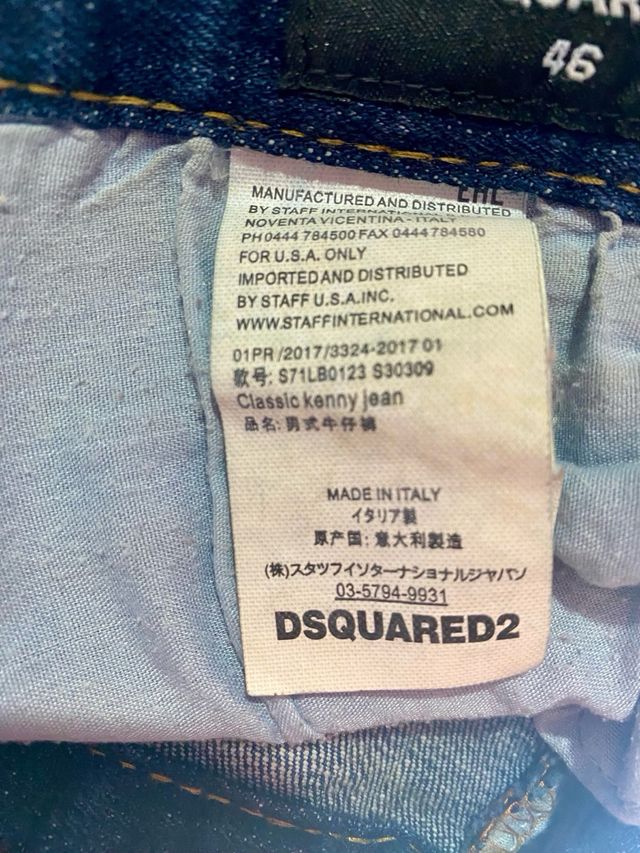 46
EAC
MANUFACTURED AND DISTRIBUTED
BY STAFF INTERNATIONAL
NOVENTA VICENTINA - ITALY
PH 0444 784500 FAX 0444784580
FOR U.S.A. ONLY
IMPORTED AND DISTRIBUTED
BY STAFF U.S.A.INC.
WWW.STAFFINTERNATIONAL.COM
01PR/2017/3324-2017 01
款号: S71LB0123 S30309
Classic kenny jean
品名: 男式牛仔裤
MADE IN ITALY
イタリア製
原产国: 意大利製造
(株)スタツフイソターナショナルジャパン
03-5794-9931
DSQUARED2